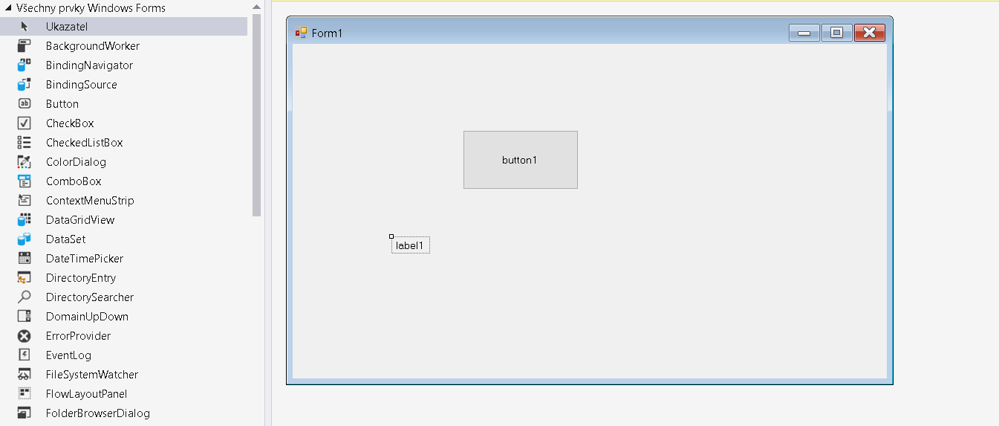 Všechny prvky Windows Forms
Ukazatel
BackgroundWorker
BindingNavigator
BindingSource
Button
CheckBox
CheckedListBox
ColorDialog
ComboBox
ContextMenuStrip
DataGridView
DataSet
DateTimePicker
DirectoryEntry
DirectorySearcher
DomainUpDown
ErrorProvider
EventLog
FileSystemWatcher
FlowLayoutPanel
FolderBrowserDialog
Form1
button1
label1